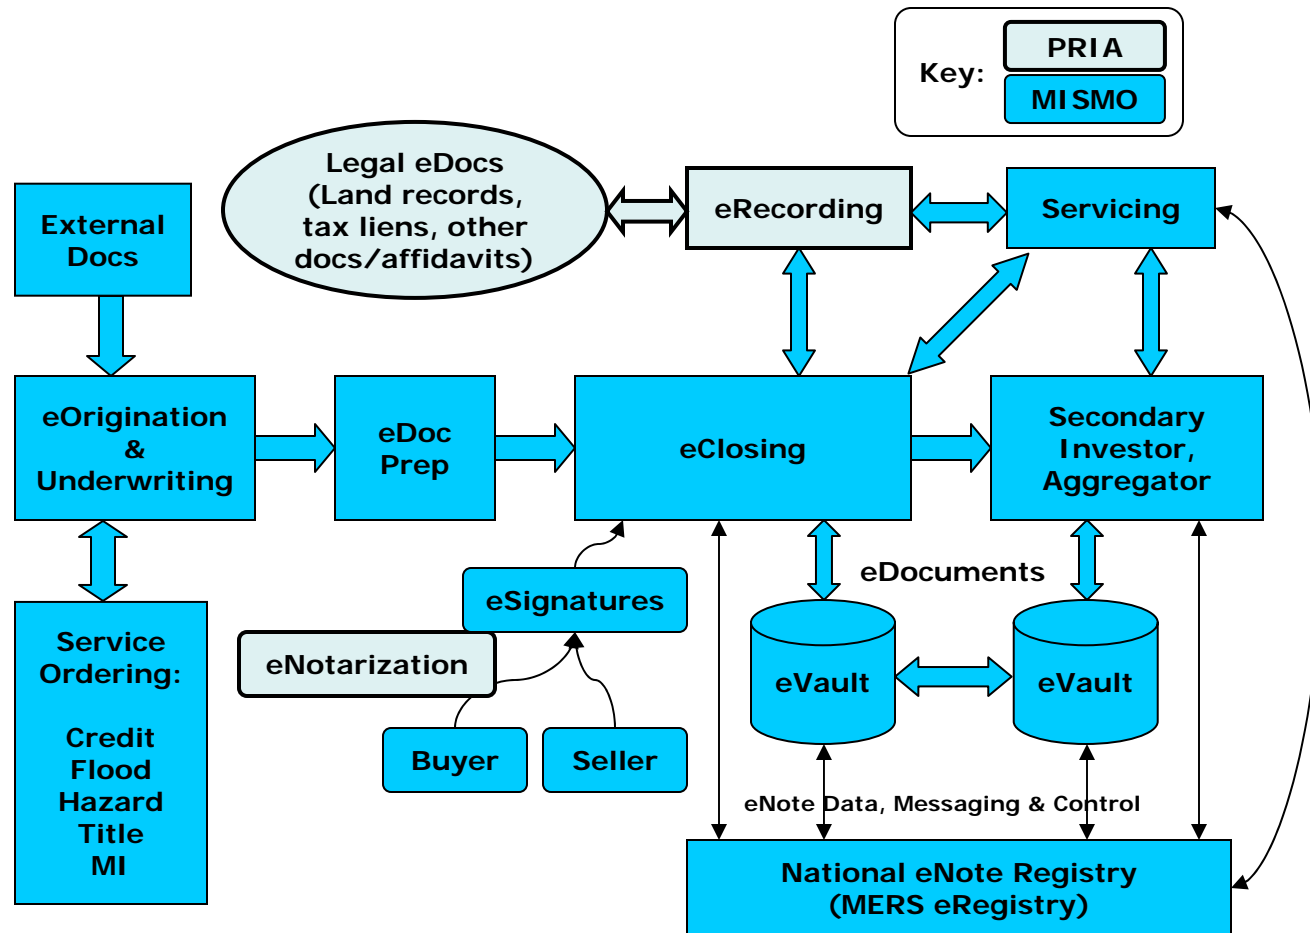 Key:
PRIA
MISMO
Legal eDocs
(Land records,
tax liens, other
docs/affidavits)
eRecording
Servicing
External
Docs
eOrigination
&
Underwriting
eDoc
Prep
eClosing
Secondary
Investor,
Aggregator
eDocuments
eSignatures
eNotarization
Buyer
Seller
eVault
eVault
Service
Ordering:
Credit
Flood
Hazard
Title
MI
eNote Data, Messaging & Control
National eNote Registry
(MERS eRegistry)